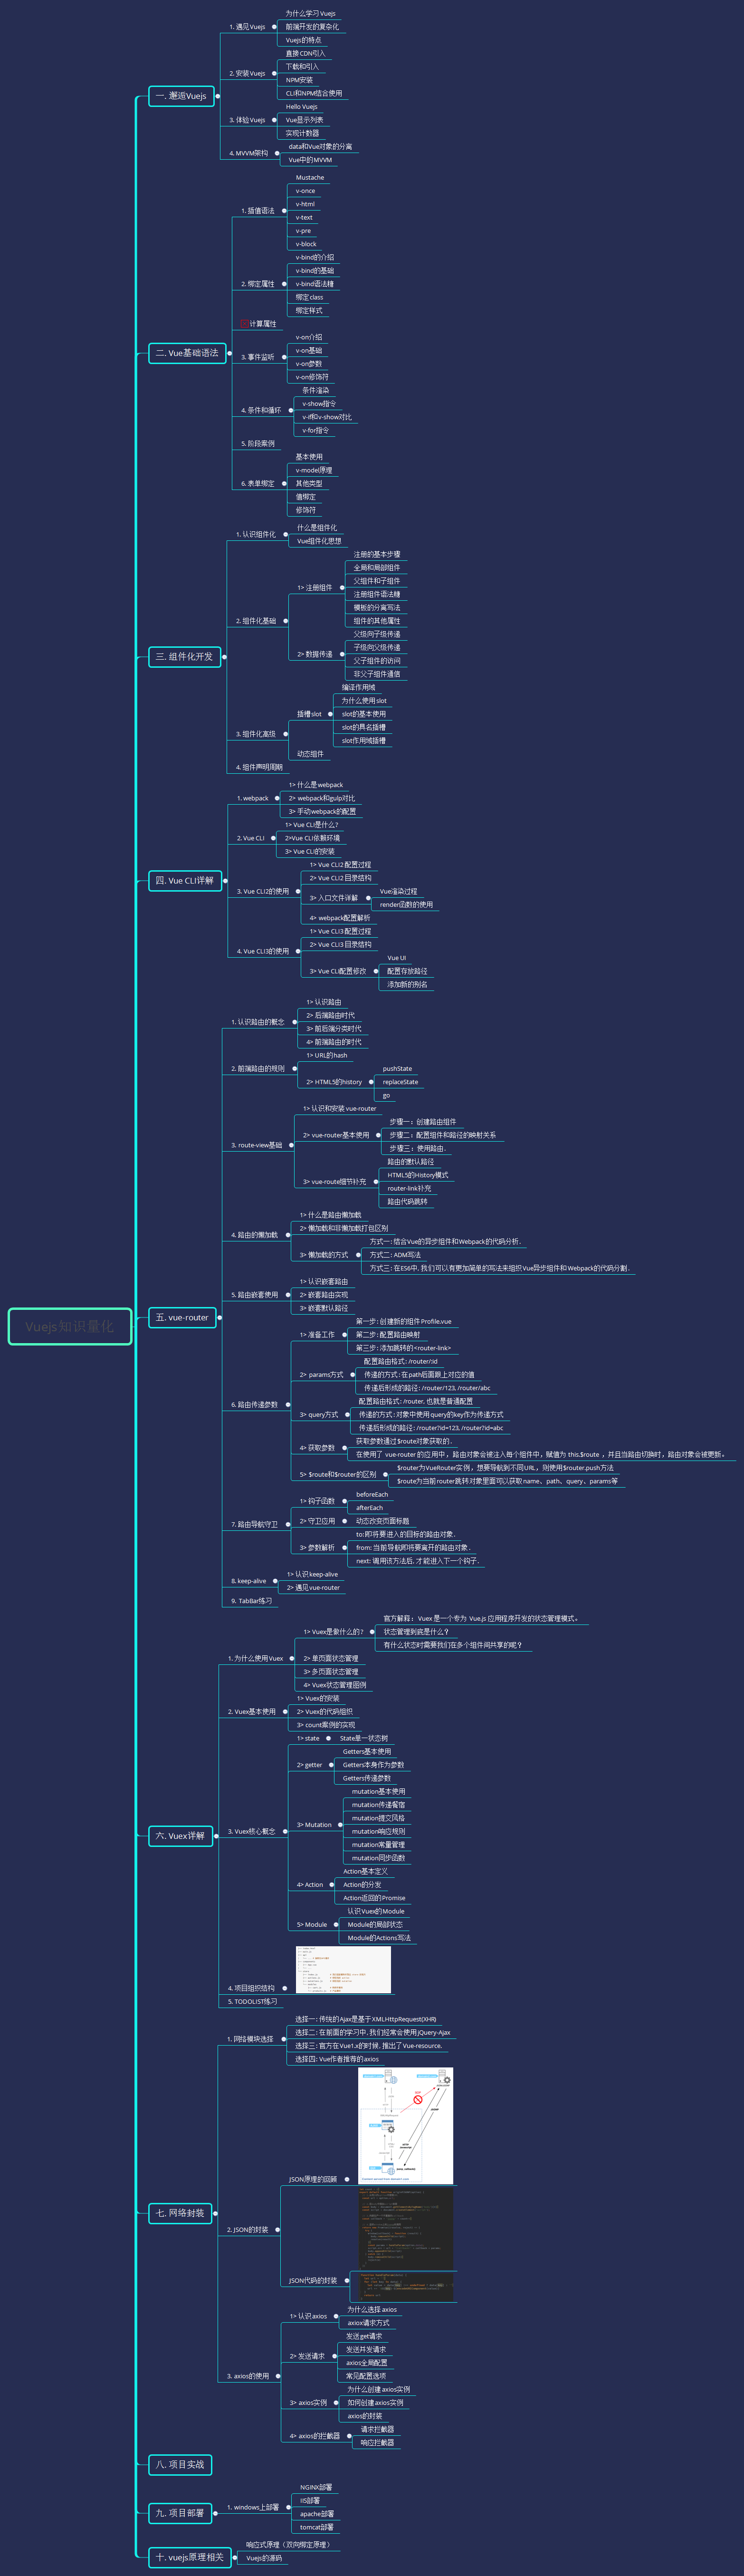 Vuejs知识量化
一. 邂逅Vuejs
1. 遇见Vuejs
为什么学习Vuejs
前端开发的复杂化
Vuejs的特点
2. 安装Vuejs
直接CDN引入
下载和引入
NPM安装
CLI和NPM结合使用
3. 体验Vuejs
Hello Vuejs
Vue显示列表
实现计数器
4. MVVM架构
data和Vue对象的分离
Vue中的MVVM
二. Vue基础语法
1. 插值语法
Mustache
v-once
v-html
v-text
v-pre
v-block
2. 绑定属性
v-bind的介绍
v-bind的基础
v-bind语法糖
绑定class
绑定样式
计算属性
3. 事件监听
v-on介绍
v-on基础
v-on参数
v-on修饰符
4. 条件和循环
条件渲染
v-show指令
v-if和v-show对比
v-for指令
5. 阶段案例
6. 表单绑定
基本使用
v-model原理
其他类型
值绑定
修饰符
三. 组件化开发
1. 认识组件化
什么是组件化
Vue组件化思想
2. 组件化基础
1> 注册组件
注册的基本步骤
全局和局部组件
父组件和子组件
注册组件语法糖
模板的分离写法
组件的其他属性
2> 数据传递
父级向子级传递
子级向父级传递
父子组件的访问
非父子组件通信
3. 组件化高级
插槽slot
编译作用域
为什么使用slot
slot的基本使用
slot的具名插槽
slot作用域插槽
动态组件
4. 组件声明周期
四. Vue CLI详解
1. webpack
1> 什么是webpack
2> webpack和gulp对比
3> 手动webpack的配置
2. Vue CLI
1> Vue CLI是什么?
2>Vue CLI依赖环境
3> Vue CLI的安装
3. Vue CLI2的使用
1> Vue CLI2 配置过程
2> Vue CLI2 目录结构
3> 入口文件详解
Vue渲染过程
render函数的使用
4> webpack配置解析
4. Vue CLI3的使用
1> Vue CLI3 配置过程
2> Vue CLI3 目录结构
3> Vue CLI配置修改
Vue UI
配置存放路径
添加新的别名
五. vue-router
1. 认识路由的概念
1> 认识路由
2> 后端路由时代
3> 前后端分类时代
4> 前端路由的时代
2. 前端路由的规则
1> URL的hash
2> HTML5的history
pushState
replaceState
go
3. route-view基础
1> 认识和安装vue-router
2> vue-router基本使用
步骤一：创建路由组件
步骤二：配置组件和路径的映射关系
步骤三：使用路由.
3> vue-route细节补充
路由的默认路径
HTML5的History模式
router-link补充
路由代码跳转
4. 路由的懒加载
1> 什么是路由懒加载
2> 懒加载和非懒加载打包区别
3> 懒加载的方式
方式一: 结合Vue的异步组件和Webpack的代码分析.
方式二: ADM写法
方式三: 在ES6中, 我们可以有更加简单的写法来组织Vue异步组件和Webpack的代码分割.
5. 路由嵌套使用
1> 认识嵌套路由
2> 嵌套路由实现
3> 嵌套默认路径
6. 路由传递参数
1> 准备工作
第一步: 创建新的组件Profile.vue
第二步: 配置路由映射
第三步: 添加跳转的<router-link>
2> params方式
配置路由格式: /router/:id
传递的方式: 在path后面跟上对应的值
传递后形成的路径: /router/123, /router/abc
3> query方式
配置路由格式: /router, 也就是普通配置
传递的方式: 对象中使用query的key作为传递方式
传递后形成的路径: /router?id=123, /router?id=abc
4> 获取参数
获取参数通过$route对象获取的.
在使用了 vue-router 的应用中，路由对象会被注入每个组件中，赋值为 this.$route ，并且当路由切换时，路由对象会被更新。
5> $route和$router的区别
$router为VueRouter实例，想要导航到不同URL，则使用$router.push方法
$route为当前router跳转对象里面可以获取name、path、query、params等
7. 路由导航守卫
1> 钩子函数
beforeEach
afterEach
2> 守卫应用
动态改变页面标题
3> 参数解析
to: 即将要进入的目标的路由对象.
from: 当前导航即将要离开的路由对象.
next: 调用该方法后, 才能进入下一个钩子.
8. keep-alive
1> 认识keep-alive
2> 遇见vue-router
9. TabBar练习
六. Vuex详解
1. 为什么使用Vuex
1> Vuex是做什么的?
官方解释： Vuex 是一个专为 Vue.js 应用程序开发的状态管理模式。
状态管理到底是什么？
有什么状态时需要我们在多个组件间共享的呢？
2> 单页面状态管理
3> 多页面状态管理
4> Vuex状态管理图例
2. Vuex基本使用
1> Vuex的安装
2> Vuex的代码组织
3> count案例的实现
3. Vuex核心概念
1> state
State单一状态树
2> getter
Getters基本使用
Getters本身作为参数
Getters传递参数
3> Mutation
mutation基本使用
mutation传递餐宿
mutation提交风格
mutation响应规则
mutation常量管理
mutation同步函数
4> Action
Action基本定义
Action的分发
Action返回的Promise
5> Module
认识Vuex的Module
Module的局部状态
Module的Actions写法
4. 项目组织结构
5. TODOLIST练习
七. 网络封装
1. 网络模块选择
选择一: 传统的Ajax是基于XMLHttpRequest(XHR)
选择二: 在前面的学习中, 我们经常会使用jQuery-Ajax
选择三: 官方在Vue1.x的时候, 推出了Vue-resource.
选择四: Vue作者推荐的axios
2. JSON的封装
JSON原理的回顾
JSON代码的封装
3. axios的使用
1> 认识axios
为什么选择axios
axiox请求方式
2> 发送请求
发送get请求
发送并发请求
axios全局配置
常见配置选项
3> axios实例
为什么创建axios实例
如何创建axios实例
axios的封装
4> axios的拦截器
请求拦截器
响应拦截器
八. 项目实战
九. 项目部署
1. windows上部署
NGINX部署
IIS部署
apache部署
tomcat部署
十. vuejs原理相关
响应式原理（双向绑定原理）
Vuejs的源码